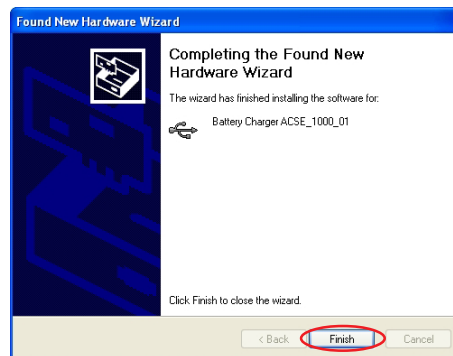 Found New Hardware Wizard
Completing the Found New
Hardware Wizard
The wizard has finished installing the software for:
Battery Charger ACSE_1000_01
Click Finish to close the wizard.
< Back
Finish
Cancel